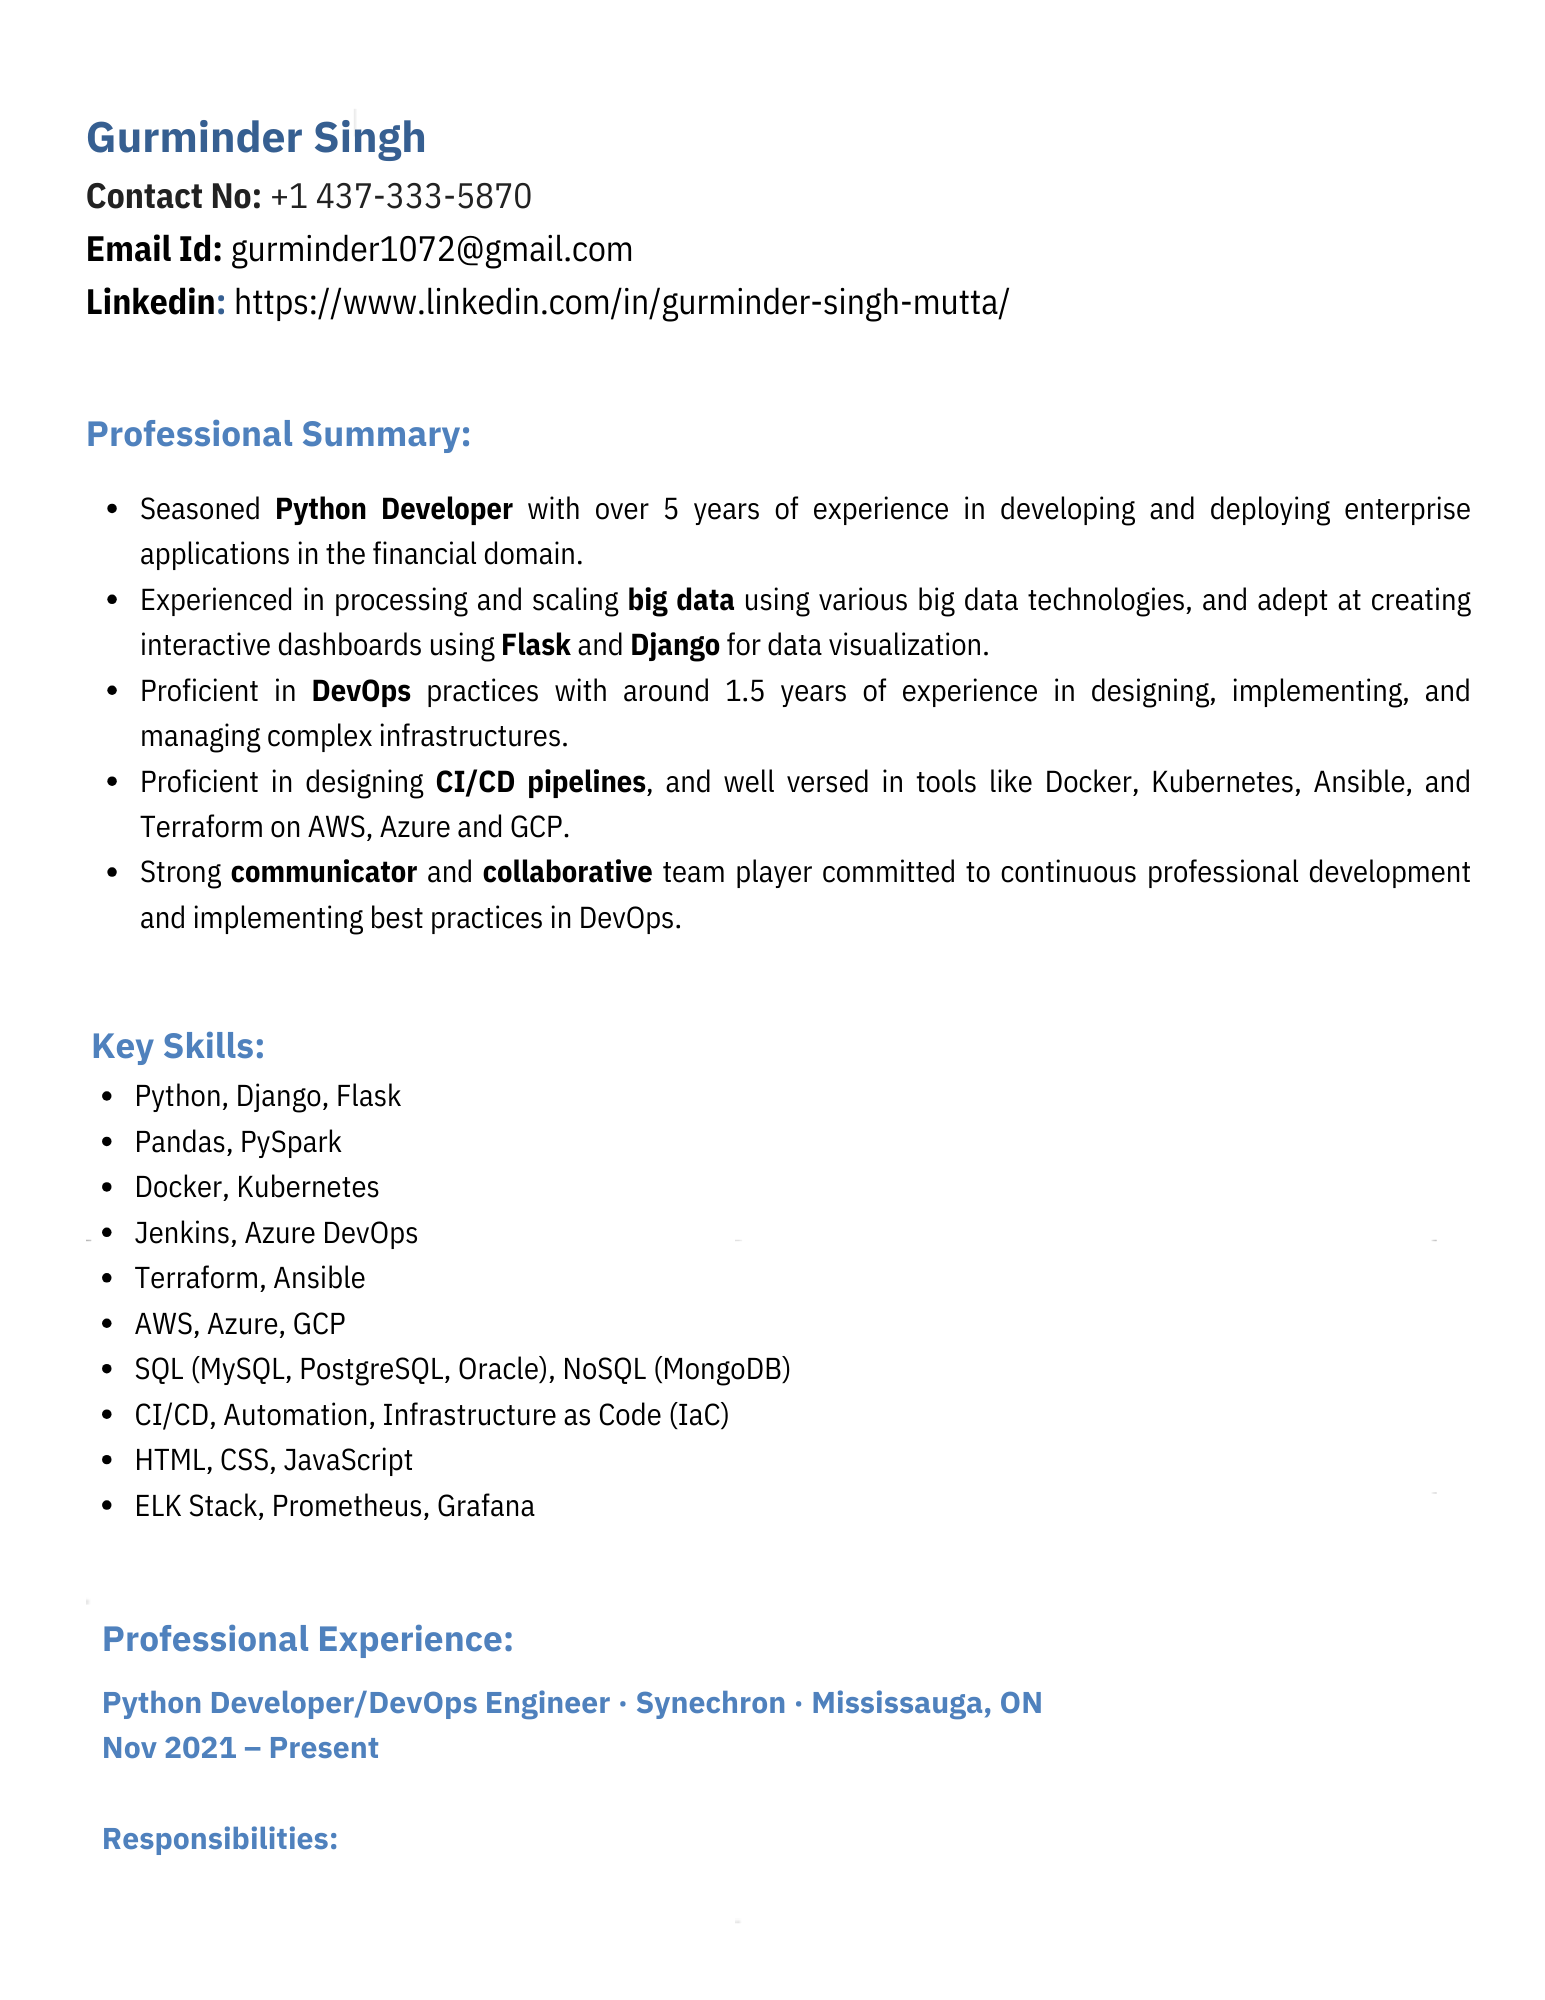 Gurminder Singh
Contact No: +1 437-333-5870
Email Id: gurminder1072@gmail.com
Linkedin: https://www.linkedin.com/in/gurminder-singh-mutta/
Professional Summary:
• Seasoned Python Developer with over 5 years of experience in developing and deploying enterprise
applications in the financial domain.
• Experienced in processing and scaling big data using various big data technologies, and adept at creating
interactive dashboards using Flask and Django for data visualization.
• Proficient in DevOps practices with around 1.5 years of experience in designing, implementing, and
managing complex infrastructures.
• Proficient in designing CI/CD pipelines, and well versed in tools like Docker, Kubernetes, Ansible, and
Terraform on AWS, Azure and GCP.
• Strong communicator and collaborative team player committed to continuous professional development
and implementing best practices in DevOps.
Key Skills:
• Python, Django, Flask
• Pandas, PySpark
• Docker, Kubernetes
• Jenkins, Azure DevOps
• Terraform, Ansible
• AWS, Azure, GCP
• SQL (MySQL, PostgreSQL, Oracle), NoSQL (MongoDB)
• CI/CD, Automation, Infrastructure as Code (IaC)
• HTML, CSS, JavaScript
• ELK Stack, Prometheus, Grafana
Professional Experience:
Python Developer/DevOps Engineer · Synechron · Mississauga, ON
Nov 2021 – Present
Responsibilities: